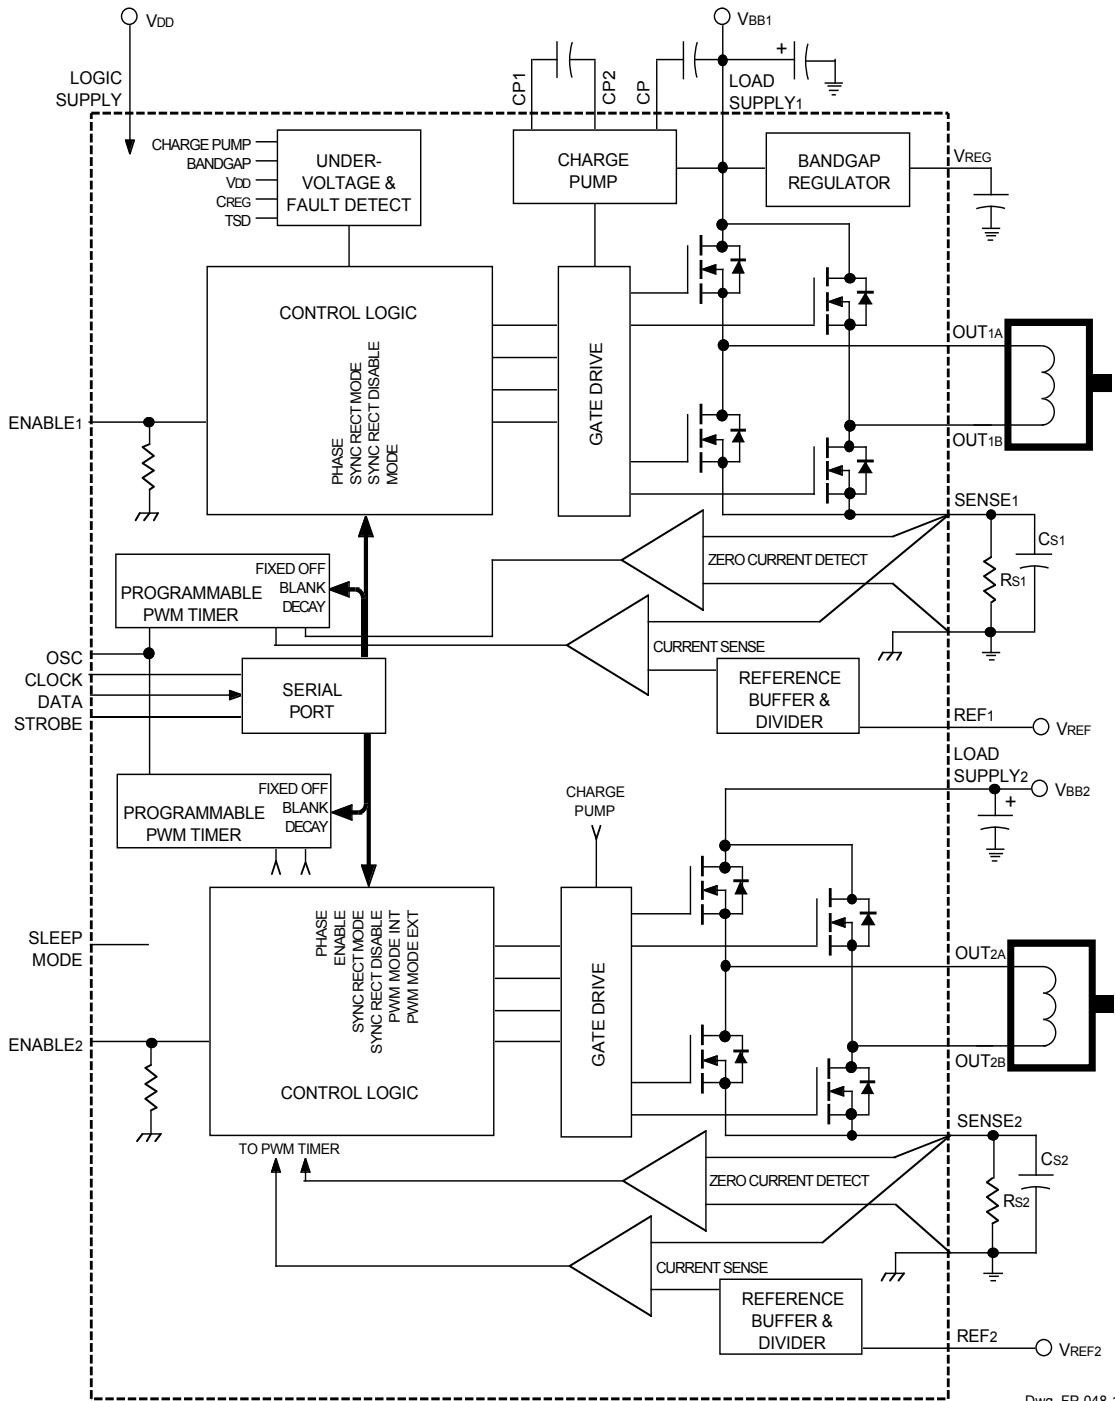 VDD
VBB1
LOGIC
SUPPLY
CP1
CP2
CP
+
LOAD
SUPPLY1
CHARGE PUMP
BANDGAP
VDD
CREG
TSD
UNDER-
VOLTAGE &
FAULT DETECT
CHARGE
PUMP
BANDGAP
REGULATOR
VREG
CONTROL LOGIC
PHASE
SYNC RECT MODE
SYNC RECT DISABLE
MODE
GATE DRIVE
OUT1A
OUT1B
ENABLE1
SENSE1
CS1
RS1
ZERO CURRENT DETECT
FIXED OFF
BLANK
DECAY
PROGRAMMABLE
PWM TIMER
CURRENT SENSE
OSC
CLOCK
DATA
STROBE
SERIAL
PORT
REFERENCE
BUFFER &
DIVIDER
REF1
VREF
LOAD
SUPPLY2
VBB2
+
FIXED OFF
BLANK
DECAY
PROGRAMMABLE
PWM TIMER
CHARGE
PUMP
SLEEP
MODE
PHASE
ENABLE
SYNC RECT MODE
SYNC RECT DISABLE
PWM MODE INT
PWM MODE EXT
GATE DRIVE
OUT2A
OUT2B
ENABLE2
CONTROL LOGIC
SENSE2
CS2
RS2
TO PWM TIMER
ZERO CURRENT DETECT
CURRENT SENSE
REFERENCE
BUFFER &
DIVIDER
REF2
VREF2